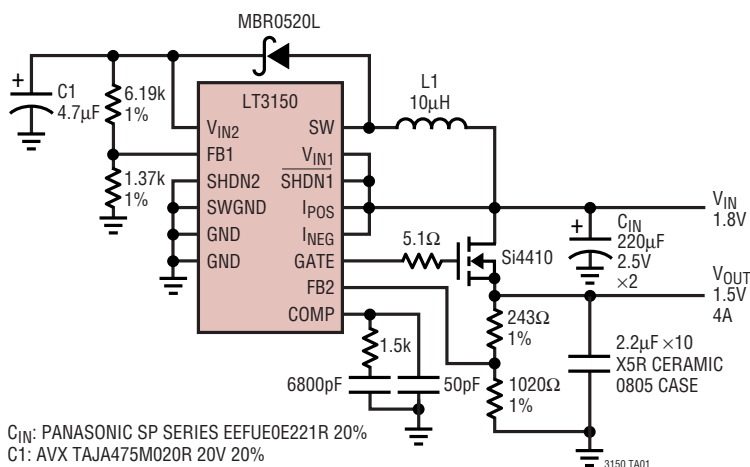 MBR0520L
+
C1
4.7µF
6.19k
1%
1.37k
1%
LT3150
VIN2
FB1
SHDN2
SWGND
GND
GND
SW
VIN1
SHDN1
IPOS
INEG
GATE
FB2
COMP
L1
10µH
5.1Ω
Si4410
VIN
1.8V
+
CIN
220µF
2.5V
×2
VOUT
1.5V
4A
243Ω
1%
1020Ω
1%
2.2µF ×10
X5R CERAMIC
0805 CASE
1.5k
6800pF
50pF
CIN: PANASONIC SP SERIES EEFUE0E221R 20%
C1: AVX TAJA475M020R 20V 20%
3150 TA01